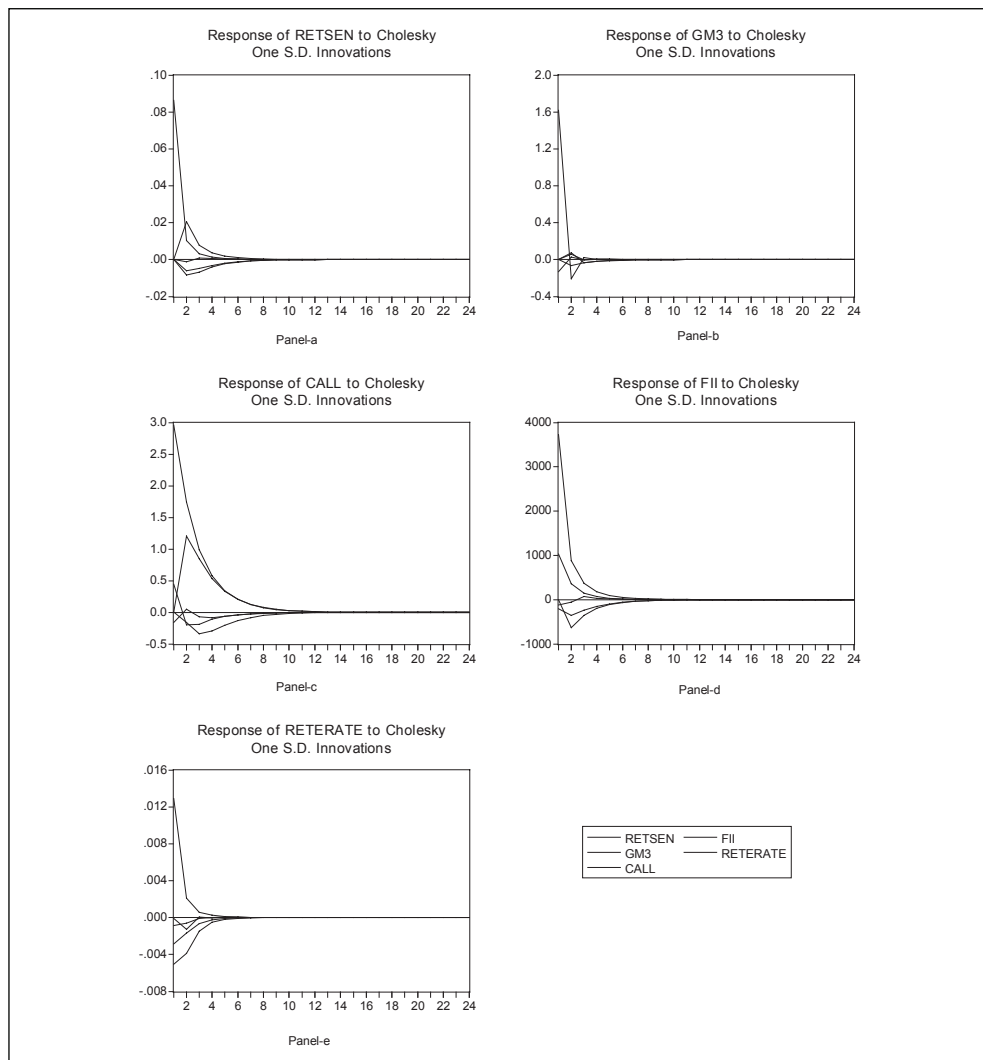 Response of RETSEN to Cholesky
One S.D. Innovations
.10
.08
.06
.04
.02
.00
-.02
2 4 6 8 10 12 14 16 18 20 22 24
Panel-a
Response of GM3 to Cholesky
One S.D. Innovations
2.0
1.6
1.2
0.8
0.4
0.0
-0.4
2 4 6 8 10 12 14 16 18 20 22 24
Panel-b
Response of CALL to Cholesky
One S.D. Innovations
3.0
2.5
2.0
1.5
1.0
0.5
0.0
-0.5
2 4 6 8 10 12 14 16 18 20 22 24
Panel-c
Response of FII to Cholesky
One S.D. Innovations
4000
3000
2000
1000
0
-1000
2 4 6 8 10 12 14 16 18 20 22 24
Panel-d
Response of RETERATE to Cholesky
One S.D. Innovations
.016
.012
.008
.004
.000
-.004
-.008
2 4 6 8 10 12 14 16 18 20 22 24
Panel-e
RETSEN FII
GM3 RETERATE
CALL